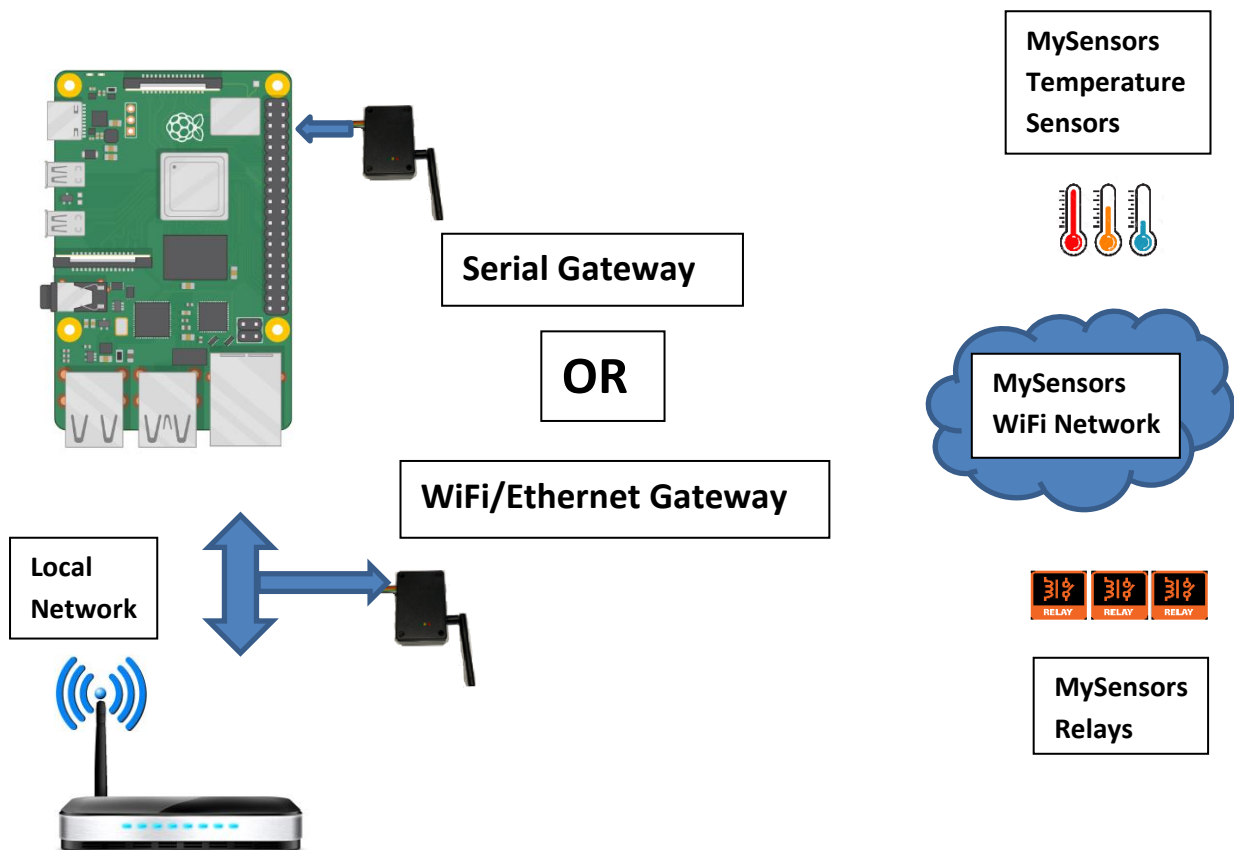 MySensors
Temperature
Sensors
Serial Gateway
OR
MySensors
WiFi Network
WiFi/Ethernet Gateway
Local
Network
RELAY
RELAY
RELAY
MySensors
Relays